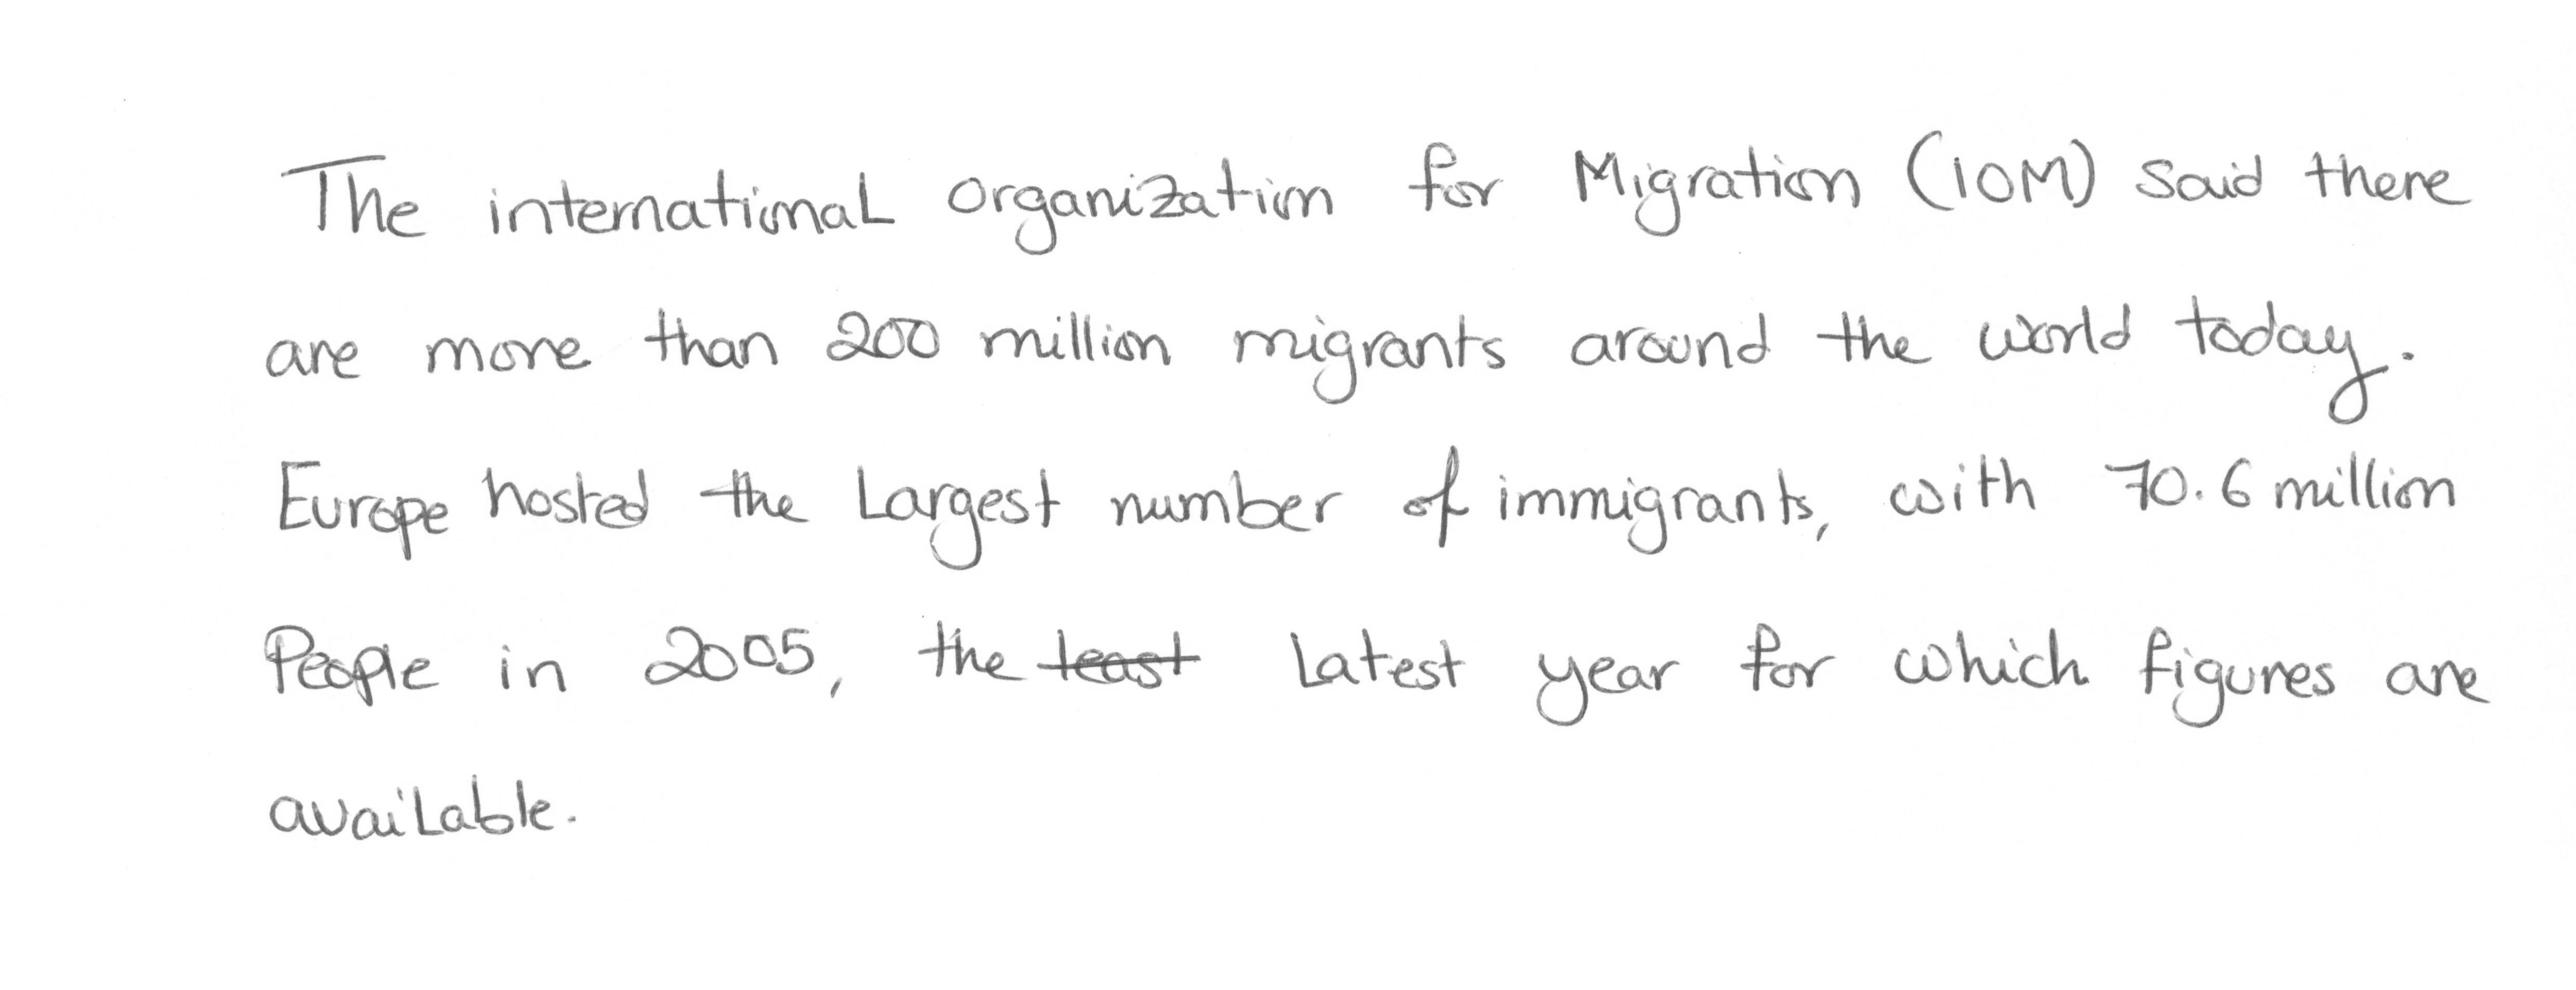 The international organization for Migration (IOM) said there
are more than 200 million migrants around the world today.
Europe hosted the Largest number of immigrants, with 70.6 million
People in 2005, the least Latest year for which figures are
available.